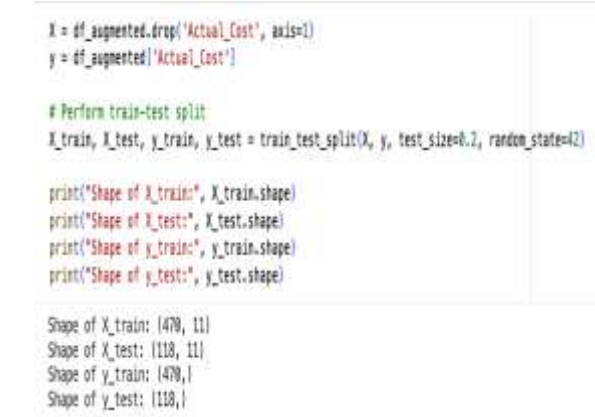 X = df_augmented.drop('Actual_Cost', axis=1)
y = df_augmented['Actual_Cost']
# Perform train-test split
X_train, X_test, y_train, y_test = train_test_split(X, y, test_size=0.2, random_state=42)
print("Shape of X_train:", X_train.shape)
print("Shape of X_test:", X_test.shape)
print("Shape of y_train:", y_train.shape)
print("Shape of y_test:", y_test.shape)
Shape of X_train: (470, 11)
Shape of X_test: (118, 11)
Shape of y_train: (470,)
Shape of y_test: (118,)